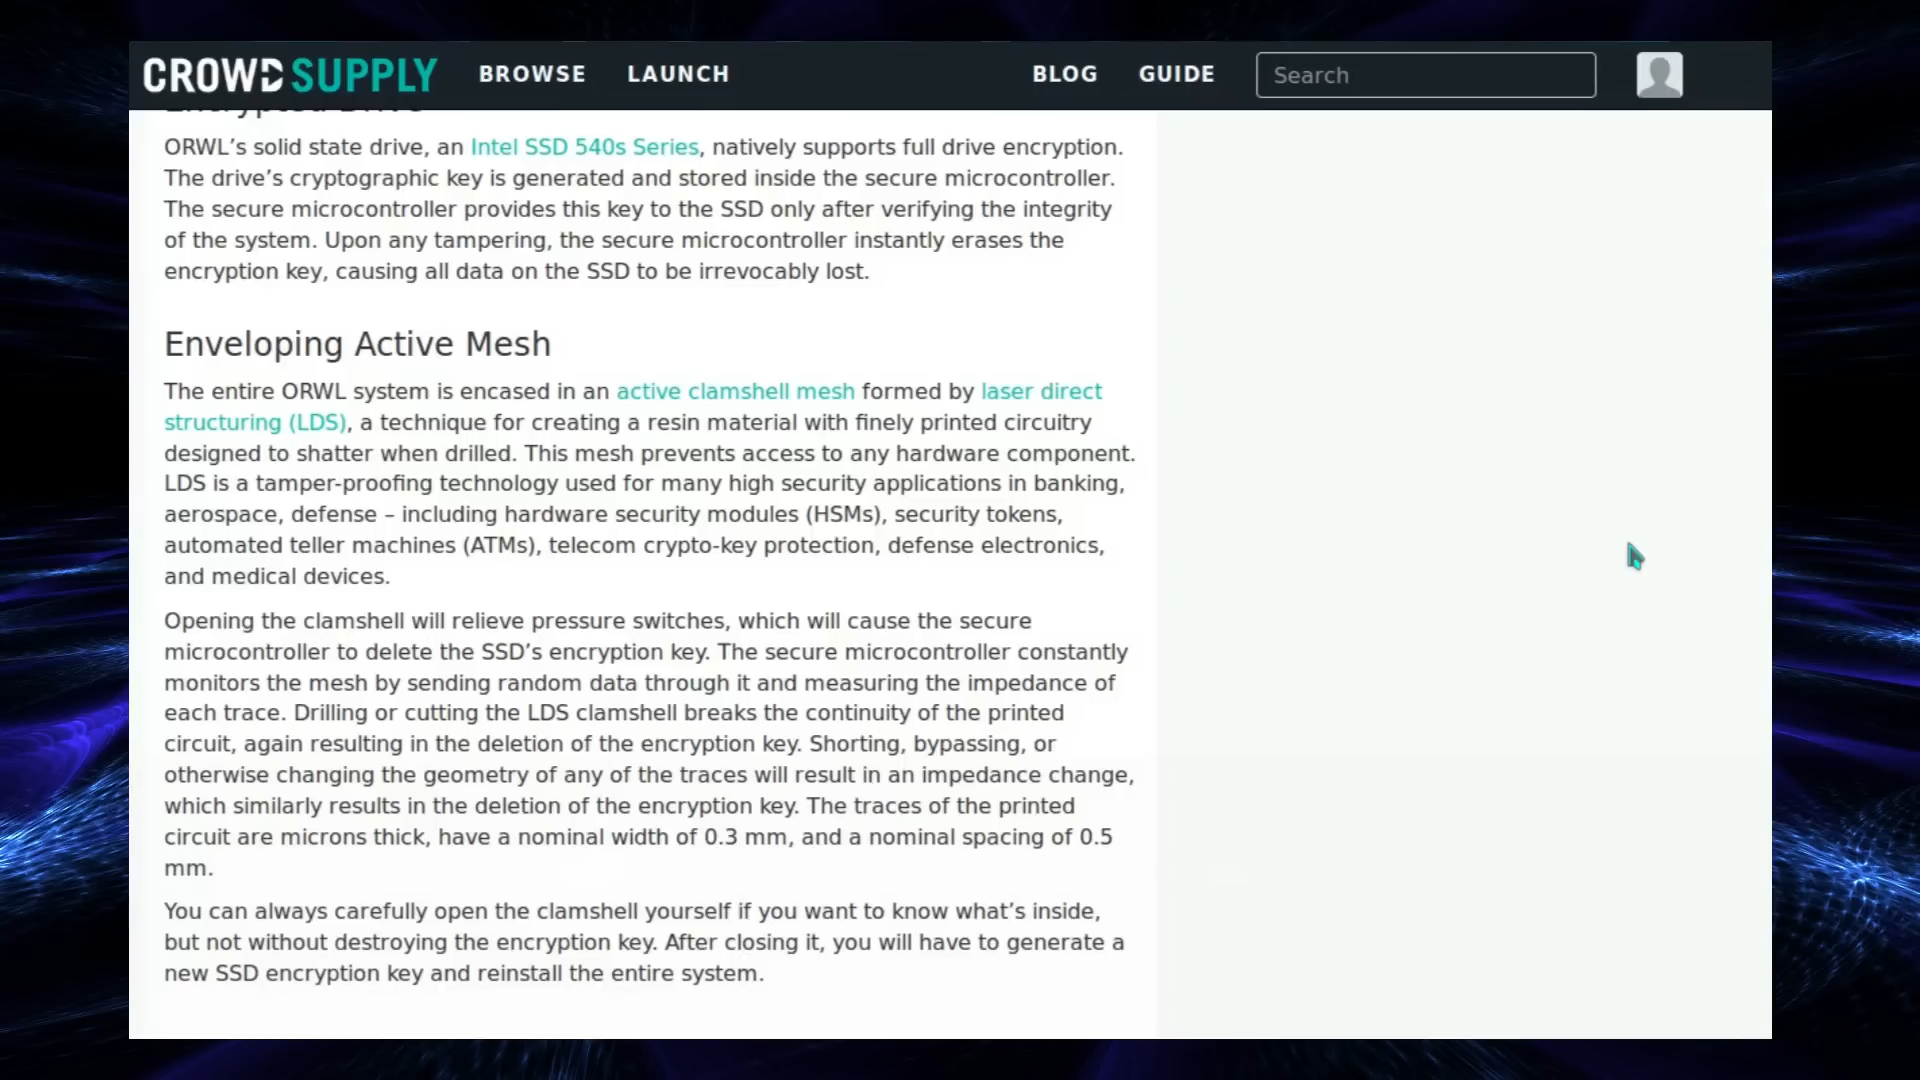 CROWD SUPPLY BROWSE LAUNCH BLOG GUIDE Search
Encrypted Drive
ORWL’s solid state drive, an Intel SSD 540s Series, natively supports full drive encryption.
The drive’s cryptographic key is generated and stored inside the secure microcontroller.
The secure microcontroller provides this key to the SSD only after verifying the integrity
of the system. Upon any tampering, the secure microcontroller instantly erases the
encryption key, causing all data on the SSD to be irrevocably lost.
Enveloping Active Mesh
The entire ORWL system is encased in an active clamshell mesh formed by laser direct
structuring (LDS), a technique for creating a resin material with finely printed circuitry
designed to shatter when drilled. This mesh prevents access to any hardware component.
LDS is a tamper-proofing technology used for many high security applications in banking,
aerospace, defense – including hardware security modules (HSMs), security tokens,
automated teller machines (ATMs), telecom crypto-key protection, defense electronics,
and medical devices.
Opening the clamshell will relieve pressure switches, which will cause the secure
microcontroller to delete the SSD’s encryption key. The secure microcontroller constantly
monitors the mesh by sending random data through it and measuring the impedance of
each trace. Drilling or cutting the LDS clamshell breaks the continuity of the printed
circuit, again resulting in the deletion of the encryption key. Shorting, bypassing, or
otherwise changing the geometry of any of the traces will result in an impedance change,
which similarly results in the deletion of the encryption key. The traces of the printed
circuit are microns thick, have a nominal width of 0.3 mm, and a nominal spacing of 0.5
mm.
You can always carefully open the clamshell yourself if you want to know what’s inside,
but not without destroying the encryption key. After closing it, you will have to generate a
new SSD encryption key and reinstall the entire system.